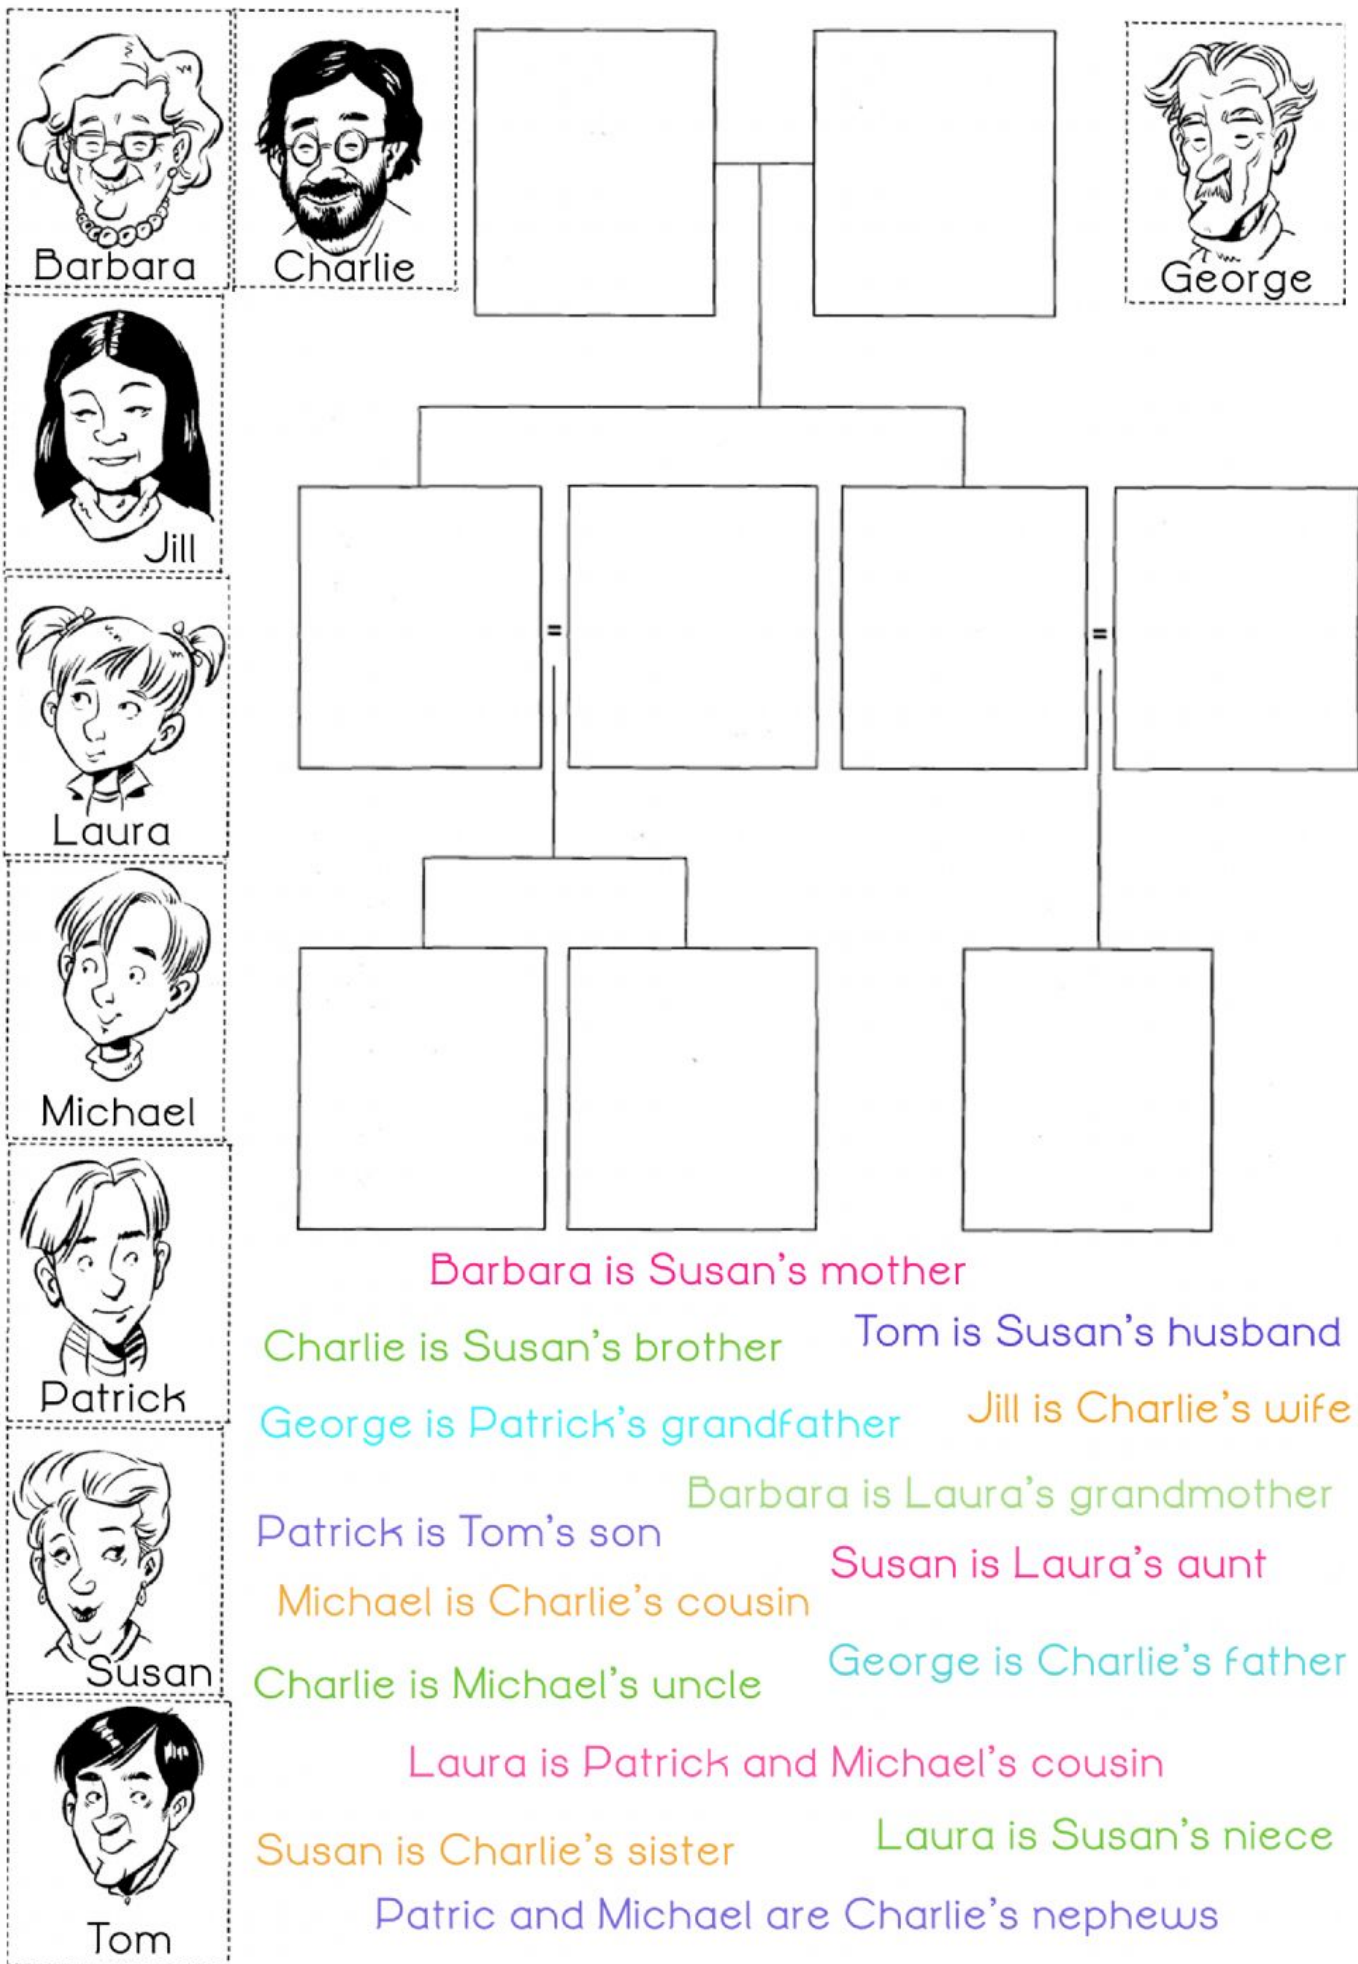 Barbara
Charlie
George
Jill
Laura
Michael
Patrick
Susan
Tom
=
=
Barbara is Susan's mother
Charlie is Susan's brother
Tom is Susan's husband
George is Patrick's grandfather
Jill is Charlie's wife
Barbara is Laura's grandmother
Patrick is Tom's son
Susan is Laura's aunt
Michael is Charlie's cousin
George is Charlie's father
Charlie is Michael's uncle
Laura is Patrick and Michael's cousin
Susan is Charlie's sister
Laura is Susan's niece
Patric and Michael are Charlie's nephews